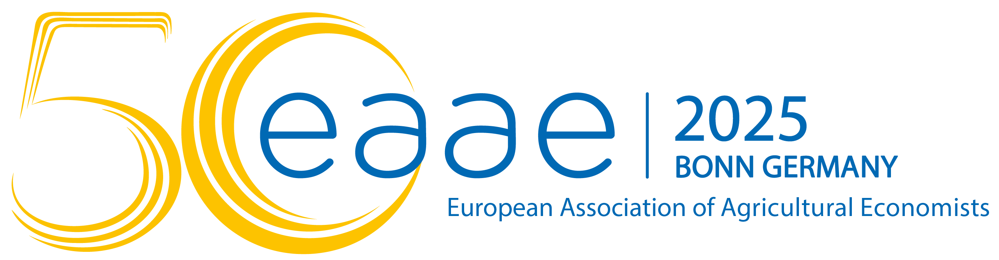 50
eaae
2025
BONN GERMANY
European Association of Agricultural Economists